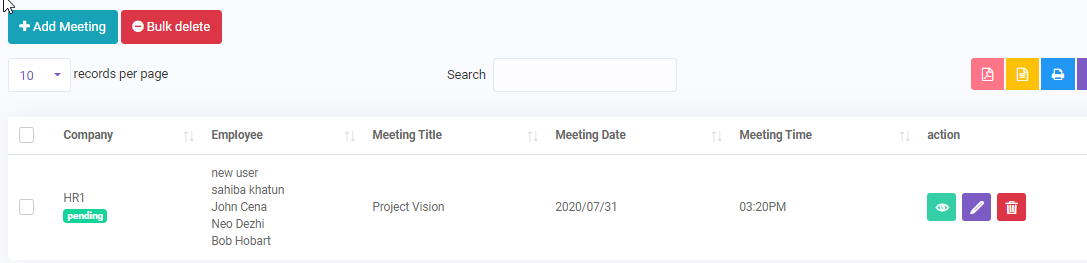 Add Meeting Bulk delete
10 records per page Search
Company Employee Meeting Title Meeting Date Meeting Time action
new user
sahiba khatun
HR1
John Cena Project Vision 2020/07/31 03:20PM
pending
Neo Dezhi
Bob Hobart